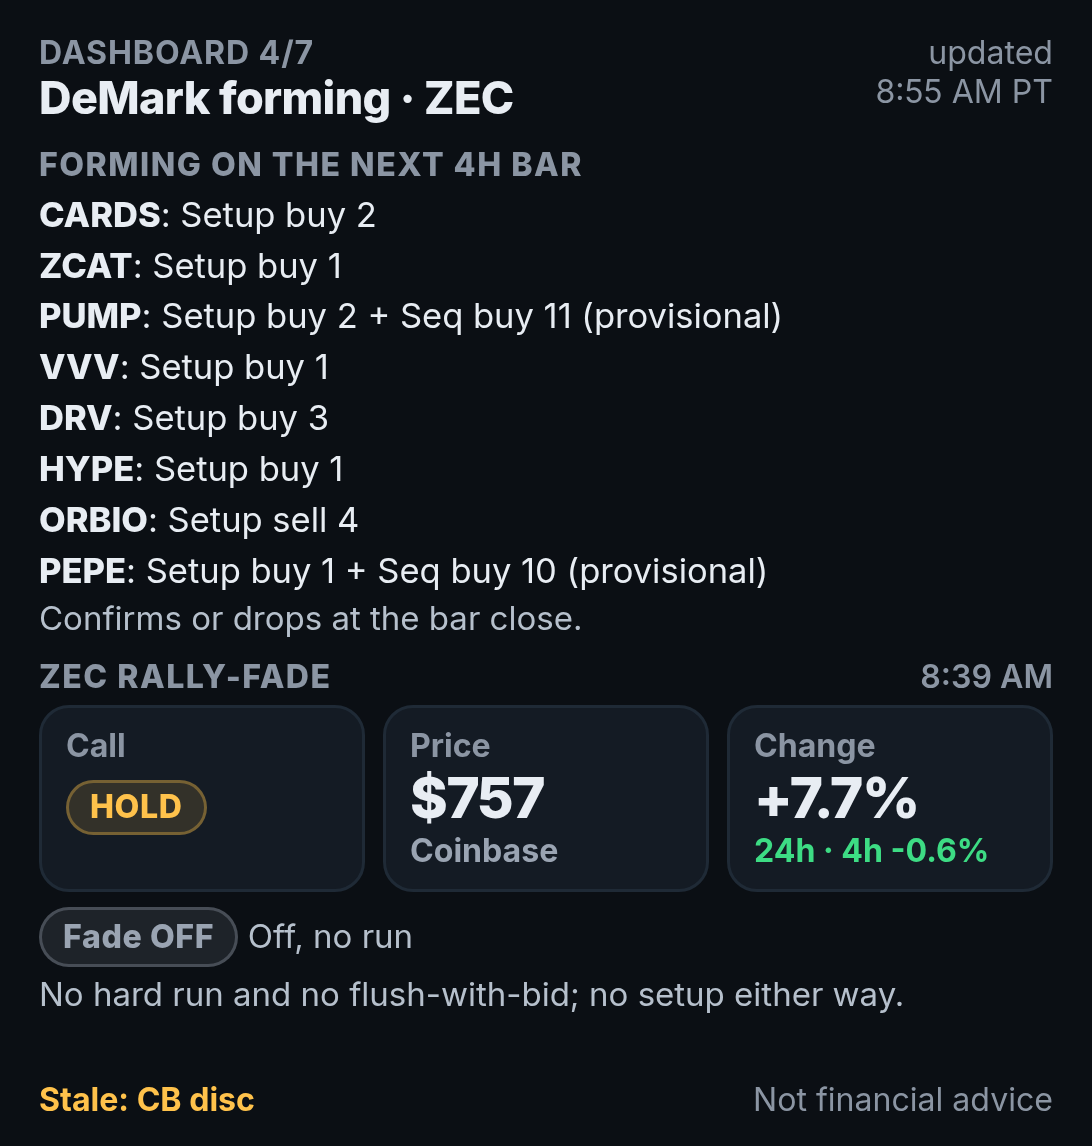 DASHBOARD 4/7
updated
DeMark forming · ZEC
8:55 AM PT
FORMING ON THE NEXT 4H BAR
CARDS: Setup buy 2
ZCAT: Setup buy 1
PUMP: Setup buy 2 + Seq buy 11 (provisional)
VVV: Setup buy 1
DRV: Setup buy 3
HYPE: Setup buy 1
ORBIO: Setup sell 4
PEPE: Setup buy 1 + Seq buy 10 (provisional)
Confirms or drops at the bar close.
ZEC RALLY-FADE
8:39 AM
Call
HOLD
Price
$757
Coinbase
Change
+7.7%
24h · 4h -0.6%
Fade OFF Off, no run
No hard run and no flush-with-bid; no setup either way.
Stale: CB disc
Not financial advice